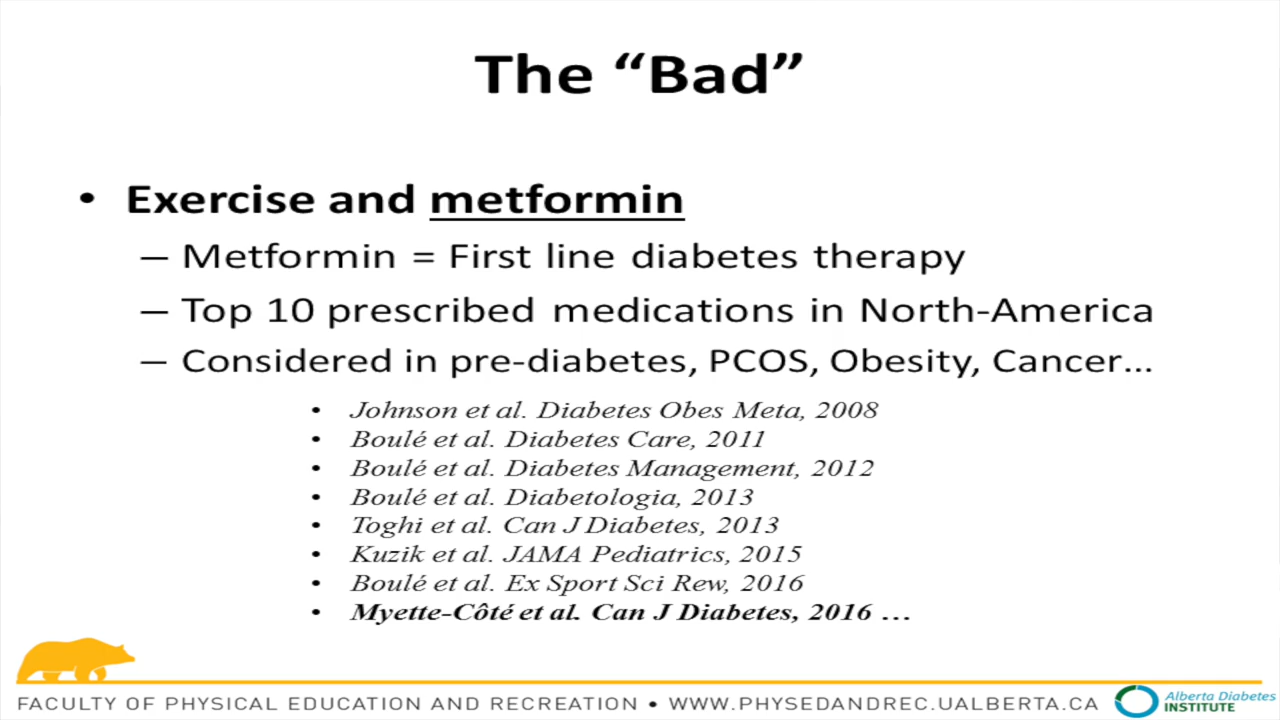 The “Bad”
• Exercise and metformin
– Metformin = First line diabetes therapy
– Top 10 prescribed medications in North-America
– Considered in pre-diabetes, PCOS, Obesity, Cancer…
• Johnson et al. Diabetes Obes Meta, 2008
• Boulé et al. Diabetes Care, 2011
• Boulé et al. Diabetes Management, 2012
• Boulé et al. Diabetologia, 2013
• Toghi et al. Can J Diabetes, 2013
• Kuzik et al. JAMA Pediatrics, 2015
• Boulé et al. Ex Sport Sci Rew, 2016
• Myette-Côté et al. Can J Diabetes, 2016 …
FACULTY OF PHYSICAL EDUCATION AND RECREATION • WWW.PHYSEDANDREC.UALBERTA.CA
Alberta Diabetes
INSTITUTE